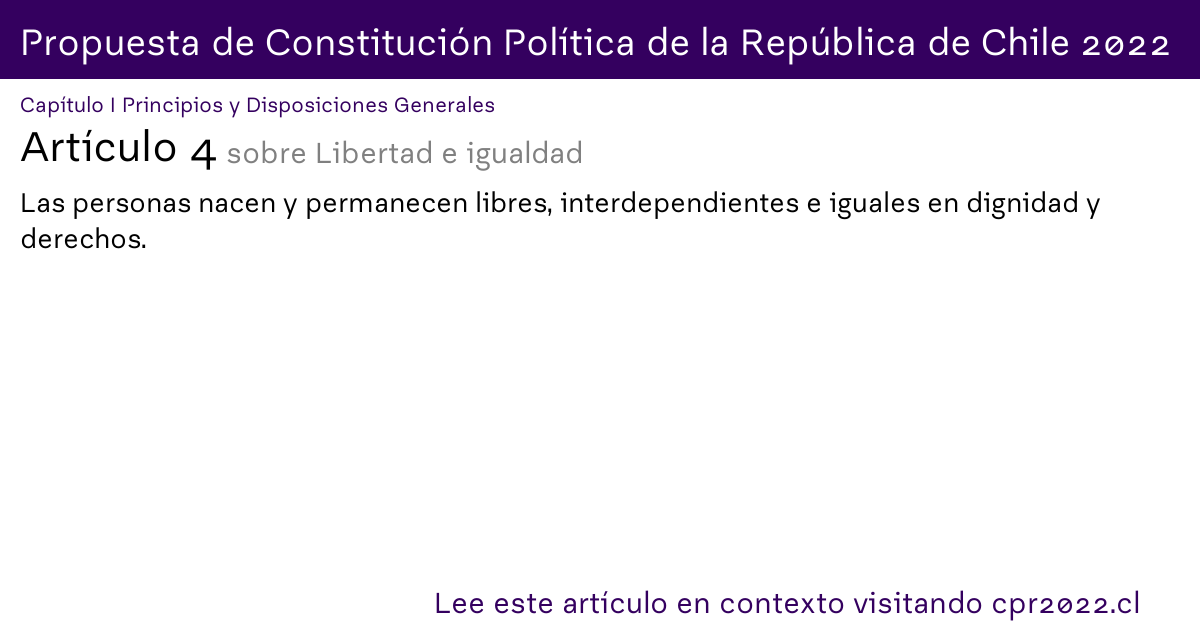 Propuesta de Constitución Política de la República de Chile 2022
Capítulo I Principios y Disposiciones Generales
Artículo 4 sobre Libertad e igualdad
Las personas nacen y permanecen libres, interdependientes e iguales en dignidad y
derechos.
Lee este artículo en contexto visitando cpr2022.cl